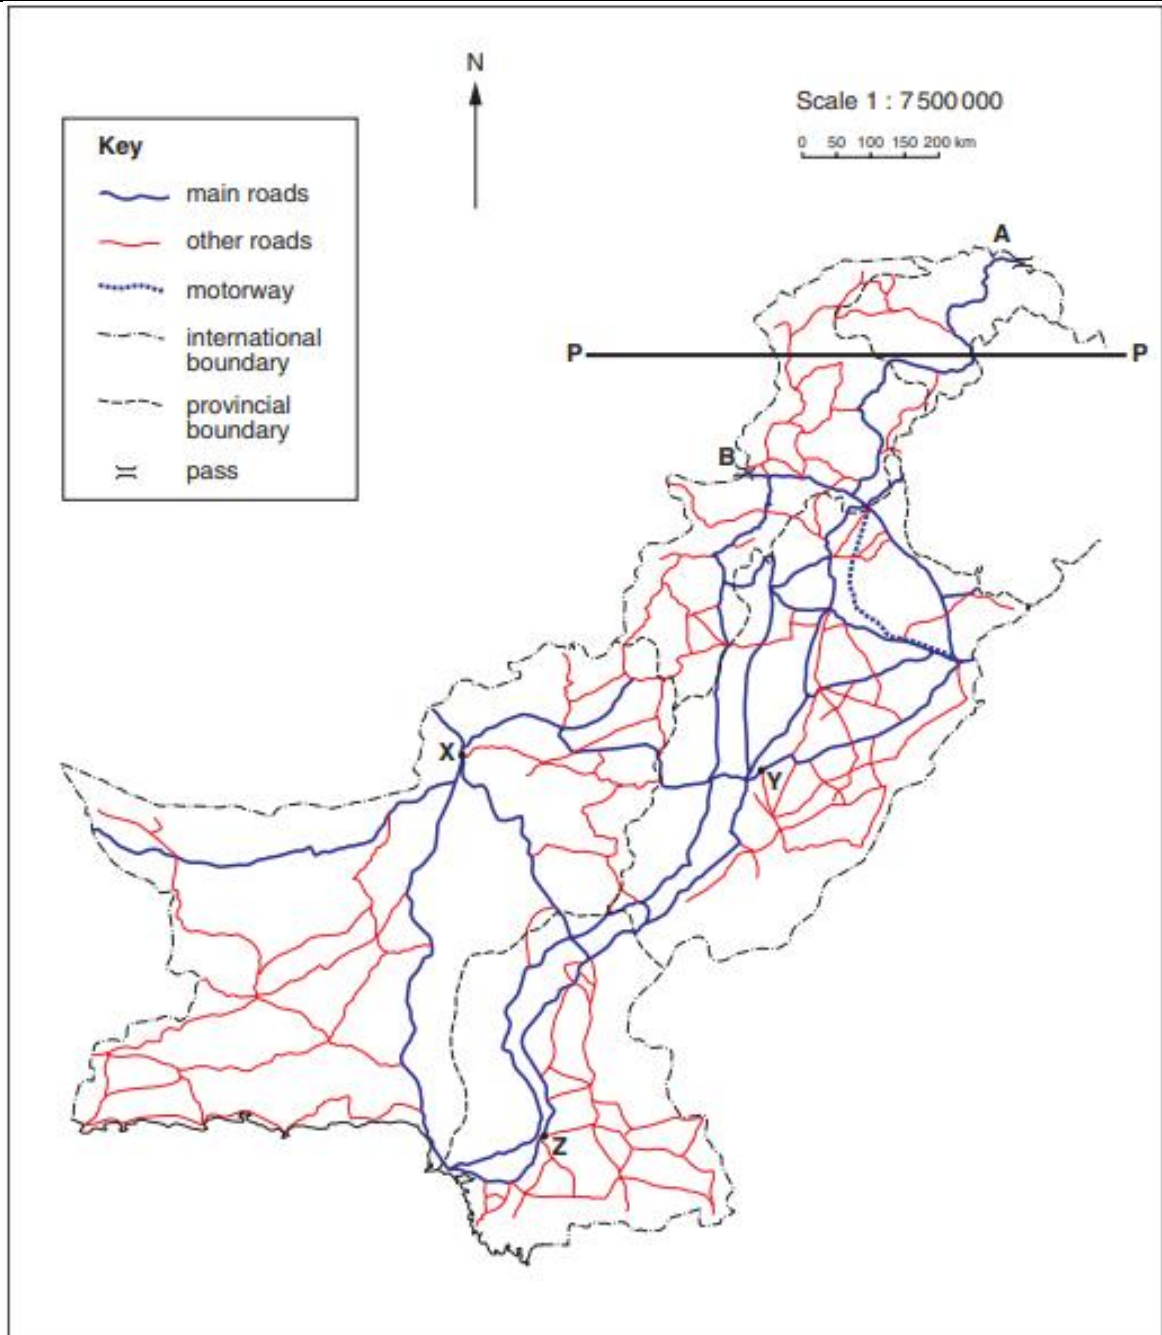 N
Scale 1 : 7 500 000
0 50 100 150 200 km
Key
main roads
other roads
motorway
international
boundary
provincial
boundary
pass
A
P P
B
X
Y
Z